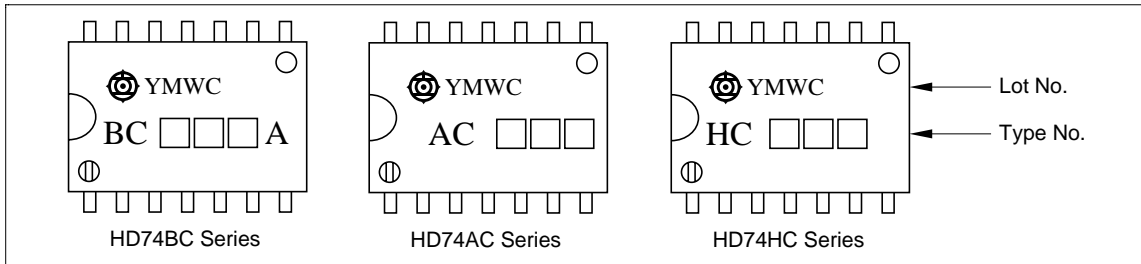 YMWC
BC A
HD74BC Series
YMWC
AC
HD74AC Series
YMWC
HC
HD74HC Series
Lot No.
Type No.